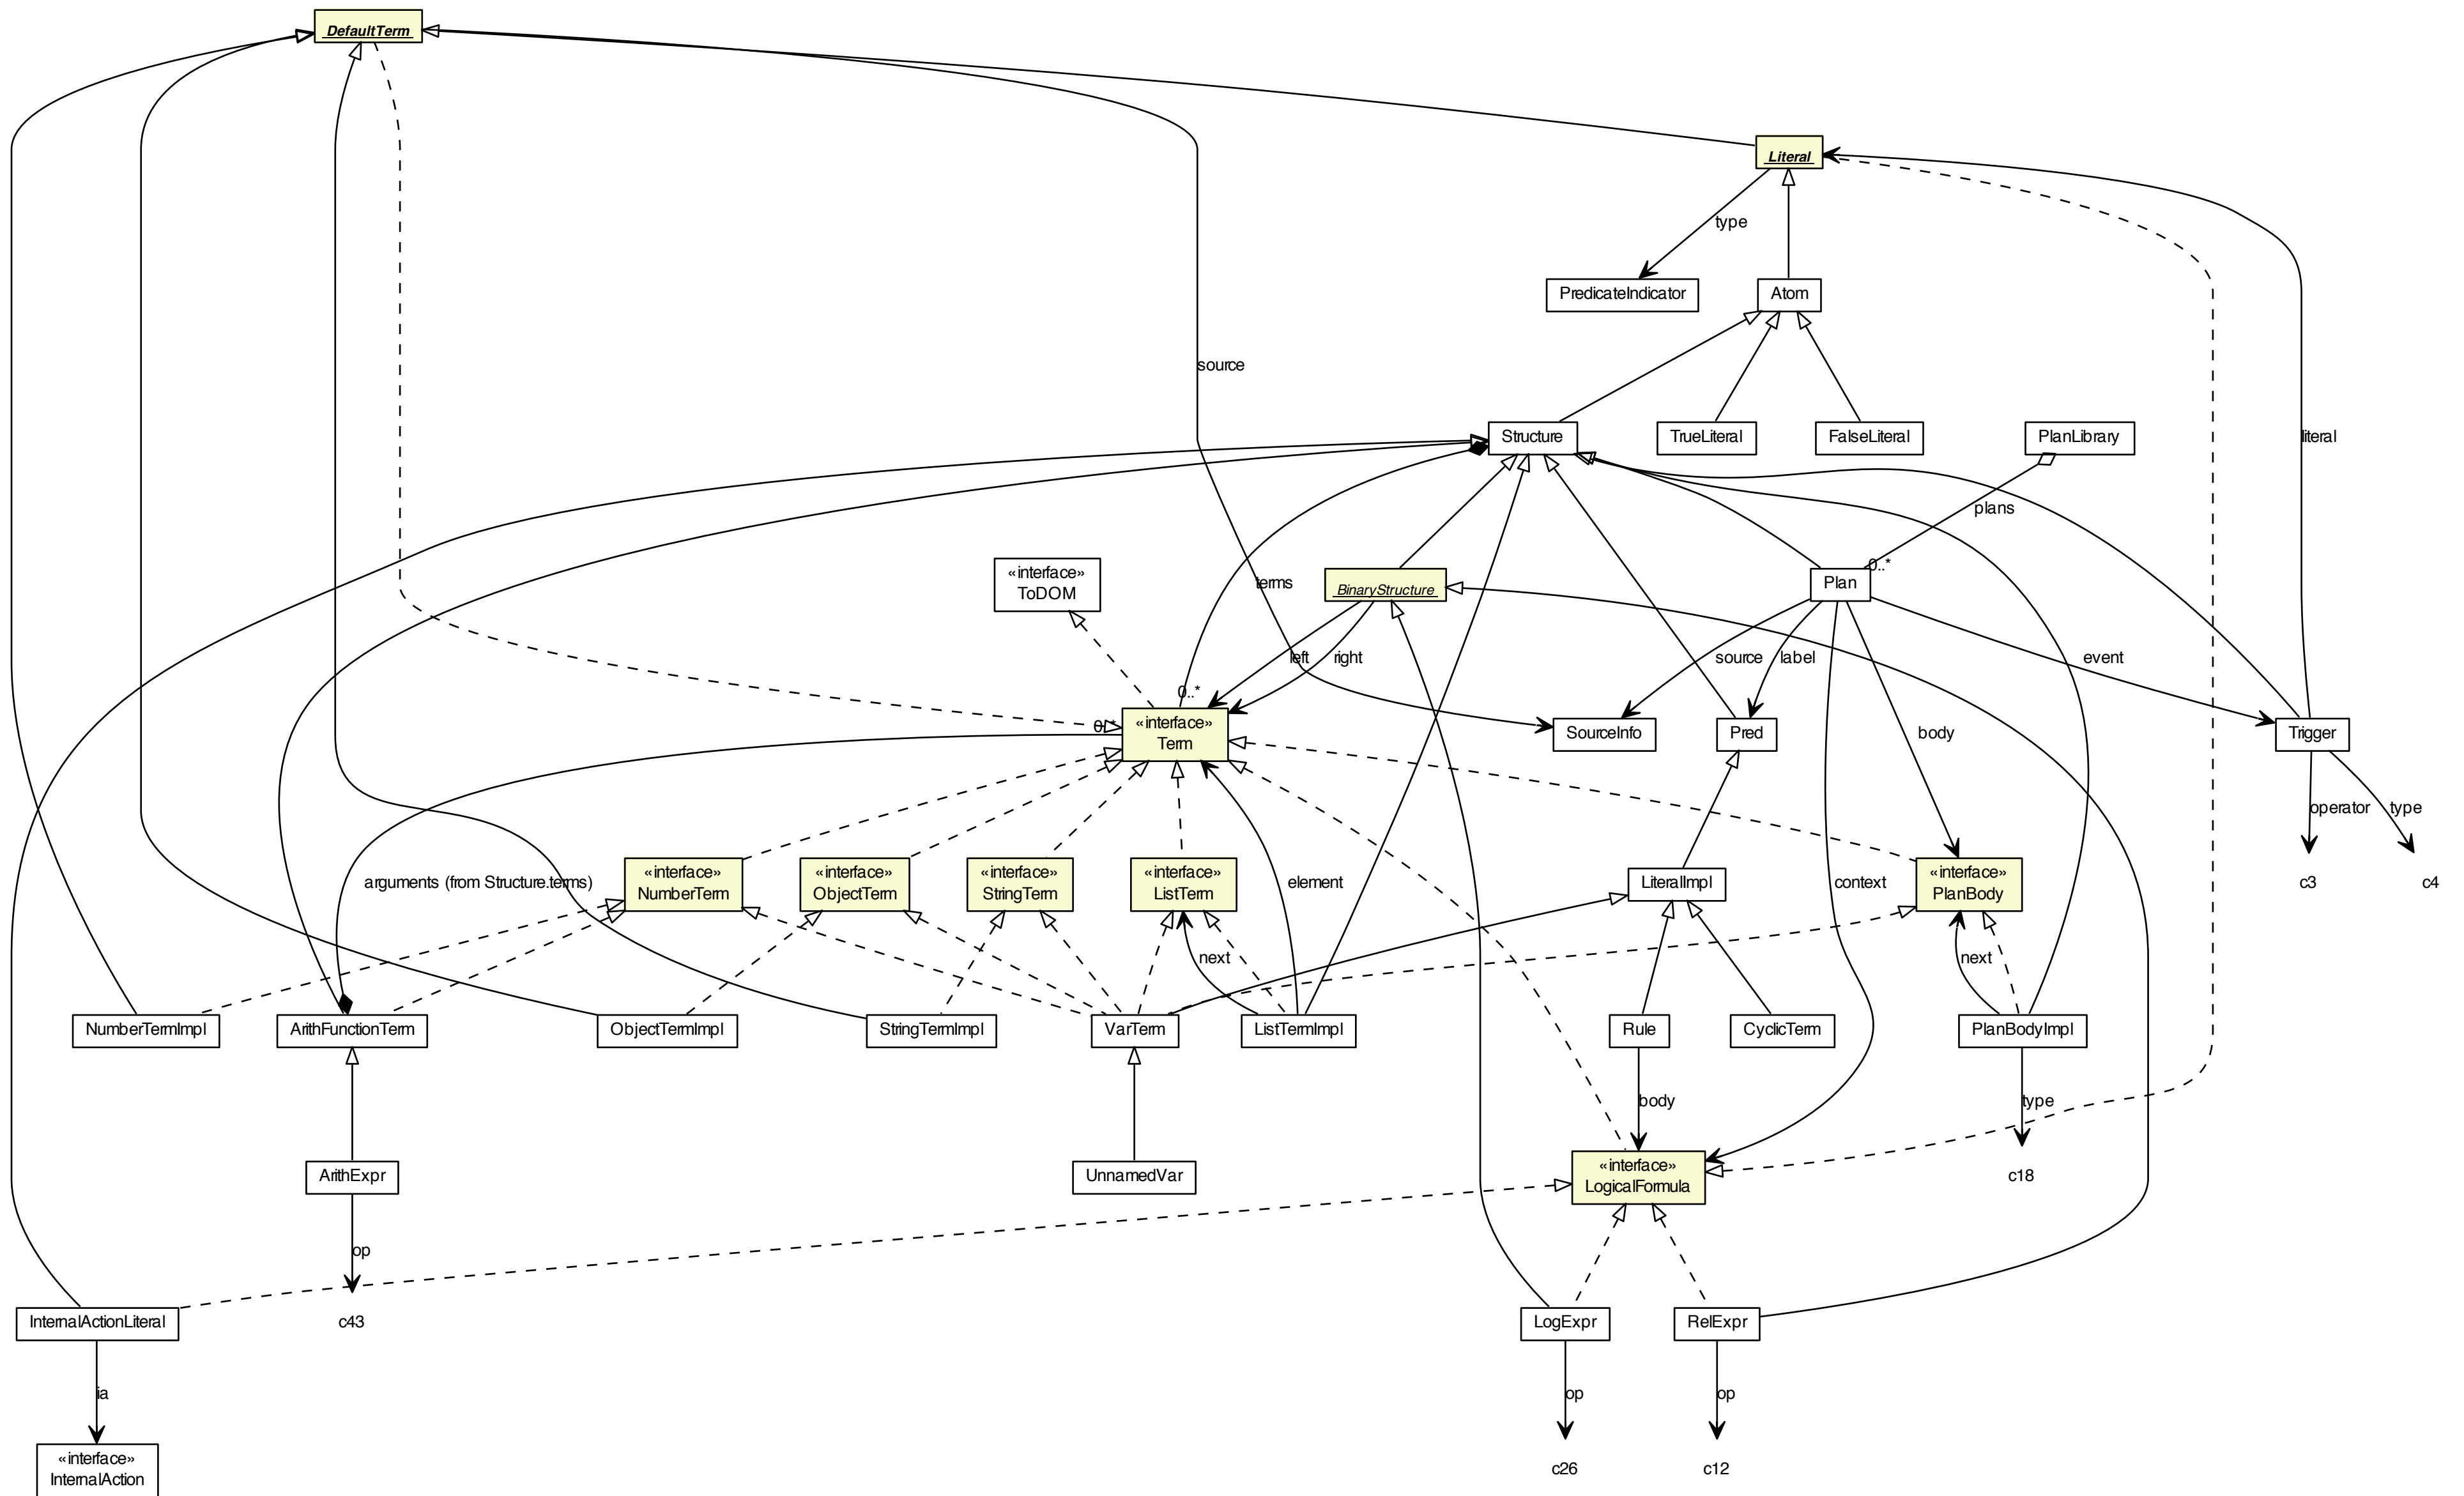 DefaultTerm
Literal
type
PredicateIndicator
Atom
source
Structure
TrueLiteral
FalseLiteral
PlanLibrary
literal
plans
0..*
«interface»
ToDOM
terms
BinaryStructure
Plan
left
right
source
label
event
0..*
0..*
«interface»
Term
SourceInfo
Pred
body
Trigger
operator
type
arguments (from Structure.terms)
«interface»
NumberTerm
«interface»
ObjectTerm
«interface»
StringTerm
«interface»
ListTerm
element
LiteralImpl
context
«interface»
PlanBody
c3
c4
next
next
NumberTermImpl
ArithFunctionTerm
ObjectTermImpl
StringTermImpl
VarTerm
ListTermImpl
Rule
CyclicTerm
PlanBodyImpl
body
type
ArithExpr
UnnamedVar
«interface»
LogicalFormula
c18
op
InternalActionLiteral
c43
LogExpr
RelExpr
ia
op
op
«interface»
InternalAction
c26
c12